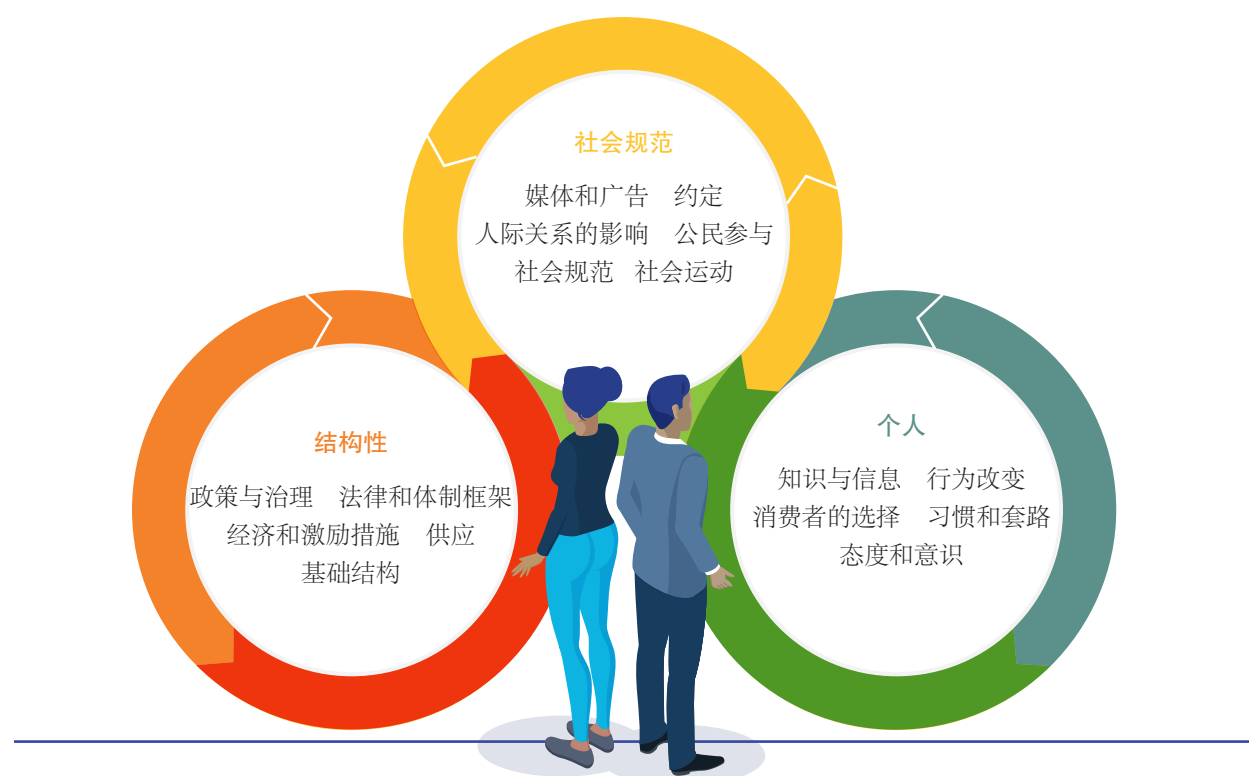 社会规范
媒体和广告 约定
人际关系的影响 公民参与
社会规范 社会运动
结构性
政策与治理 法律和体制框架
经济和激励措施 供应
基础结构
个人
知识与信息 行为改变
消费者的选择 习惯和套路
态度和意识